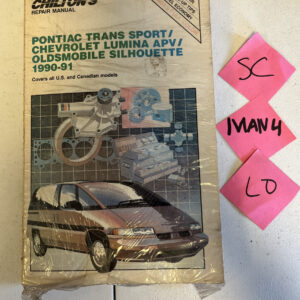 CHILTON'S
REPAIR MANUAL
PONTIAC TRANS SPORT/
CHEVROLET LUMINA APV/
OLDSMOBILE SILHOUETTE
1990-91
Covers all U.S. and Canadian models
SC
MAN4
LO